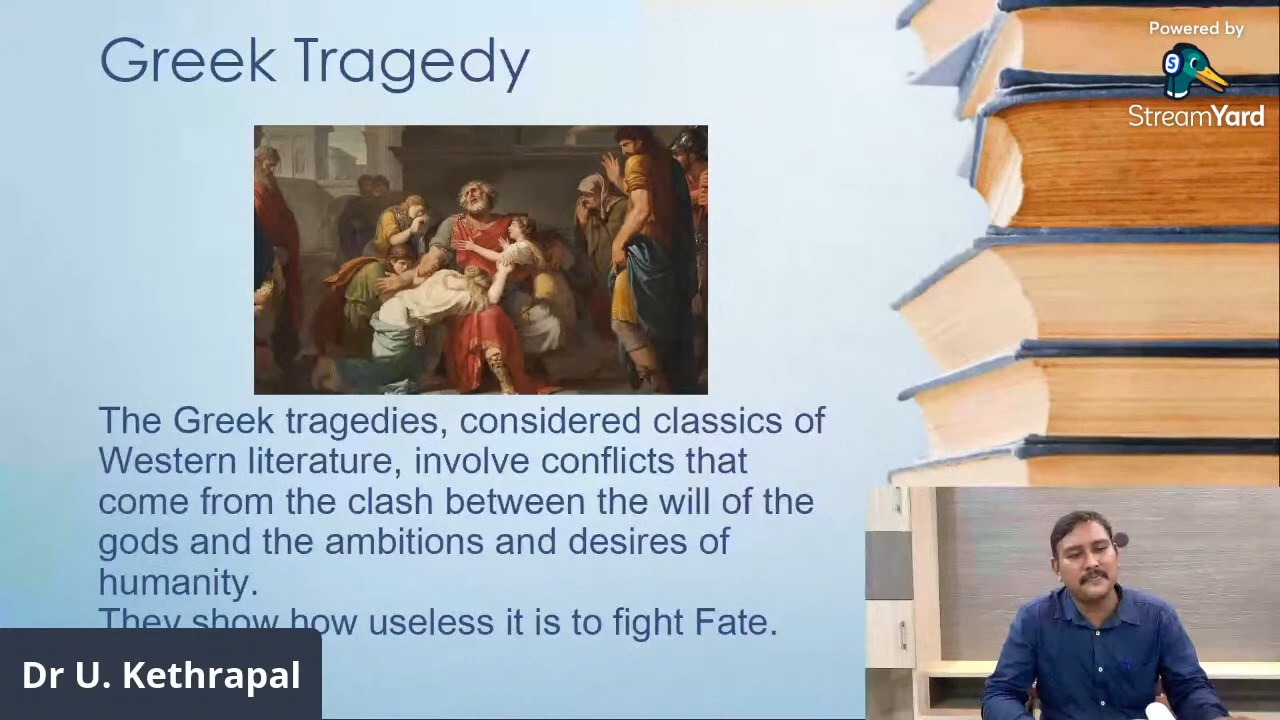 Greek Tragedy
Powered by
S
StreamYard
The Greek tragedies, considered classics of
Western literature, involve conflicts that
come from the clash between the will of the
gods and the ambitions and desires of
humanity.
They show how useless it is to fight Fate.
Dr U. Kethrapal